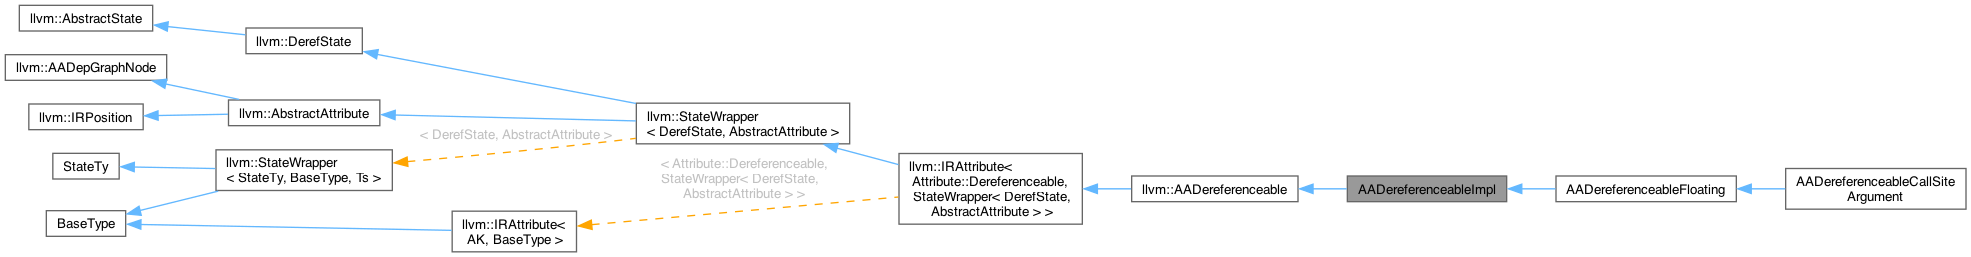 llvm::AbstractState
llvm::DerefState
llvm::AADepGraphNode
llvm::AbstractAttribute
llvm::IRPosition
llvm::StateWrapper
< DerefState, AbstractAttribute >
< DerefState, AbstractAttribute >
StateTy
llvm::StateWrapper
< StateTy, BaseType, Ts >
< Attribute::Dereferenceable,
StateWrapper< DerefState,
AbstractAttribute > >
llvm::IRAttribute<
Attribute::Dereferenceable,
StateWrapper< DerefState,
AbstractAttribute > >
llvm::AADereferenceable
AADereferenceableImpl
AADereferenceableFloating
AADereferenceableCallSite
Argument
BaseType
llvm::IRAttribute<
AK, BaseType >